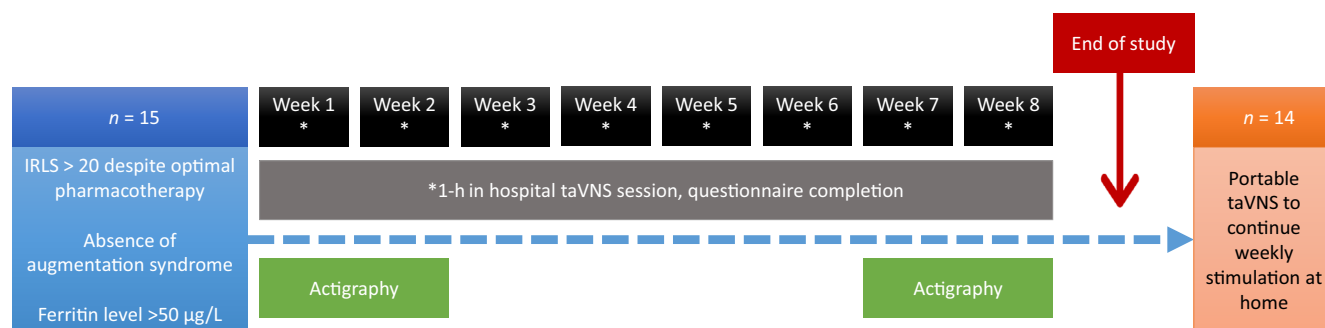 End of study
n = 15
IRLS > 20 despite optimal
pharmacotherapy
Absence of
augmentation syndrome
Ferritin level >50 µg/L
Week 1
*
Week 2
*
Week 3
*
Week 4
*
Week 5
*
Week 6
*
Week 7
*
Week 8
*
*1-h in hospital taVNS session, questionnaire completion
Actigraphy
Actigraphy
n = 14
Portable
taVNS to
continue
weekly
stimulation at
home